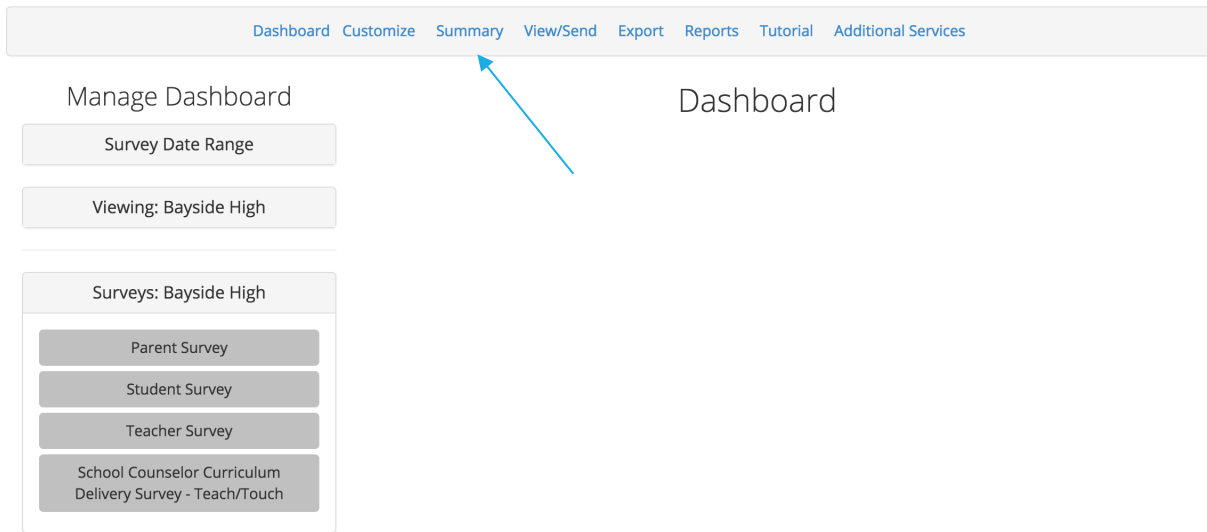 Dashboard Customize Summary View/Send Export Reports Tutorial Additional Services
Manage Dashboard
Dashboard
Survey Date Range
Viewing: Bayside High
Surveys: Bayside High
Parent Survey
Student Survey
Teacher Survey
School Counselor Curriculum
Delivery Survey - Teach/Touch